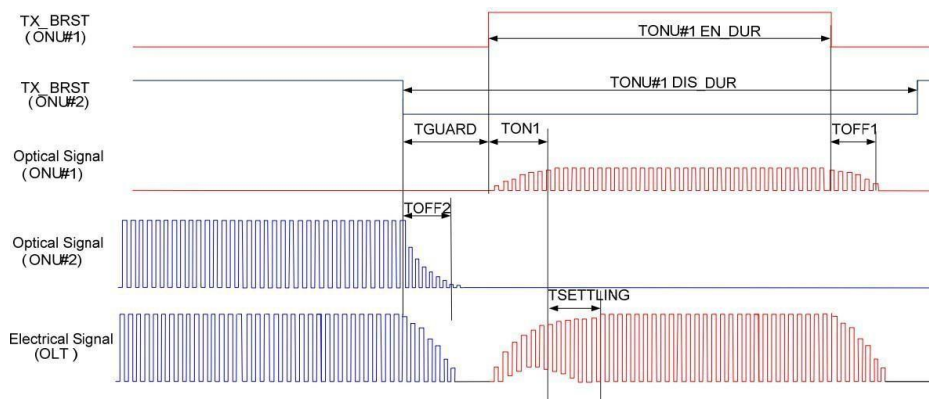 TX_BRST
(ONU#1)
TONU#1 EN_DUR
TX_BRST
(ONU#2)
TONU#1 DIS_DUR
TGUARD
TON1
TOFF1
Optical Signal
(ONU#1)
TOFF2
Optical Signal
(ONU#2)
TSETTLING
Electrical Signal
(OLT )